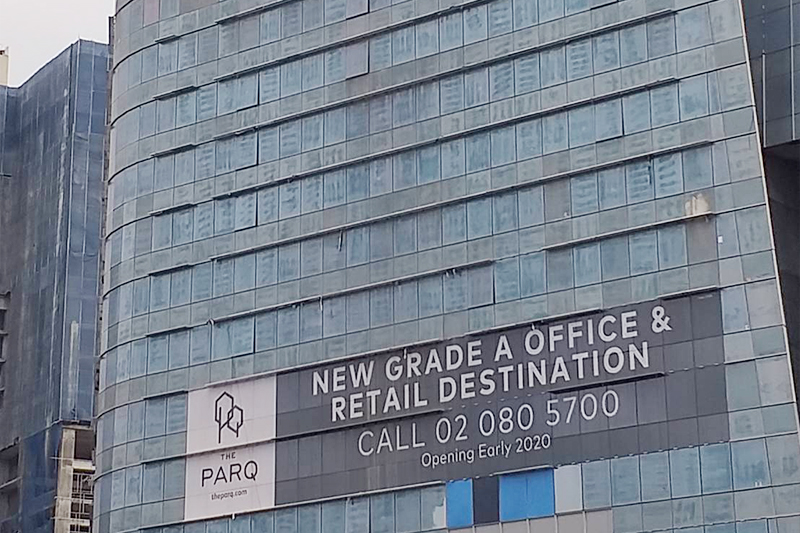 NEW GRADE A OFFICE &
RETAIL DESTINATION
CALL 02 080 5700
Opening Early 2020
THE
PARQ
theparq.com